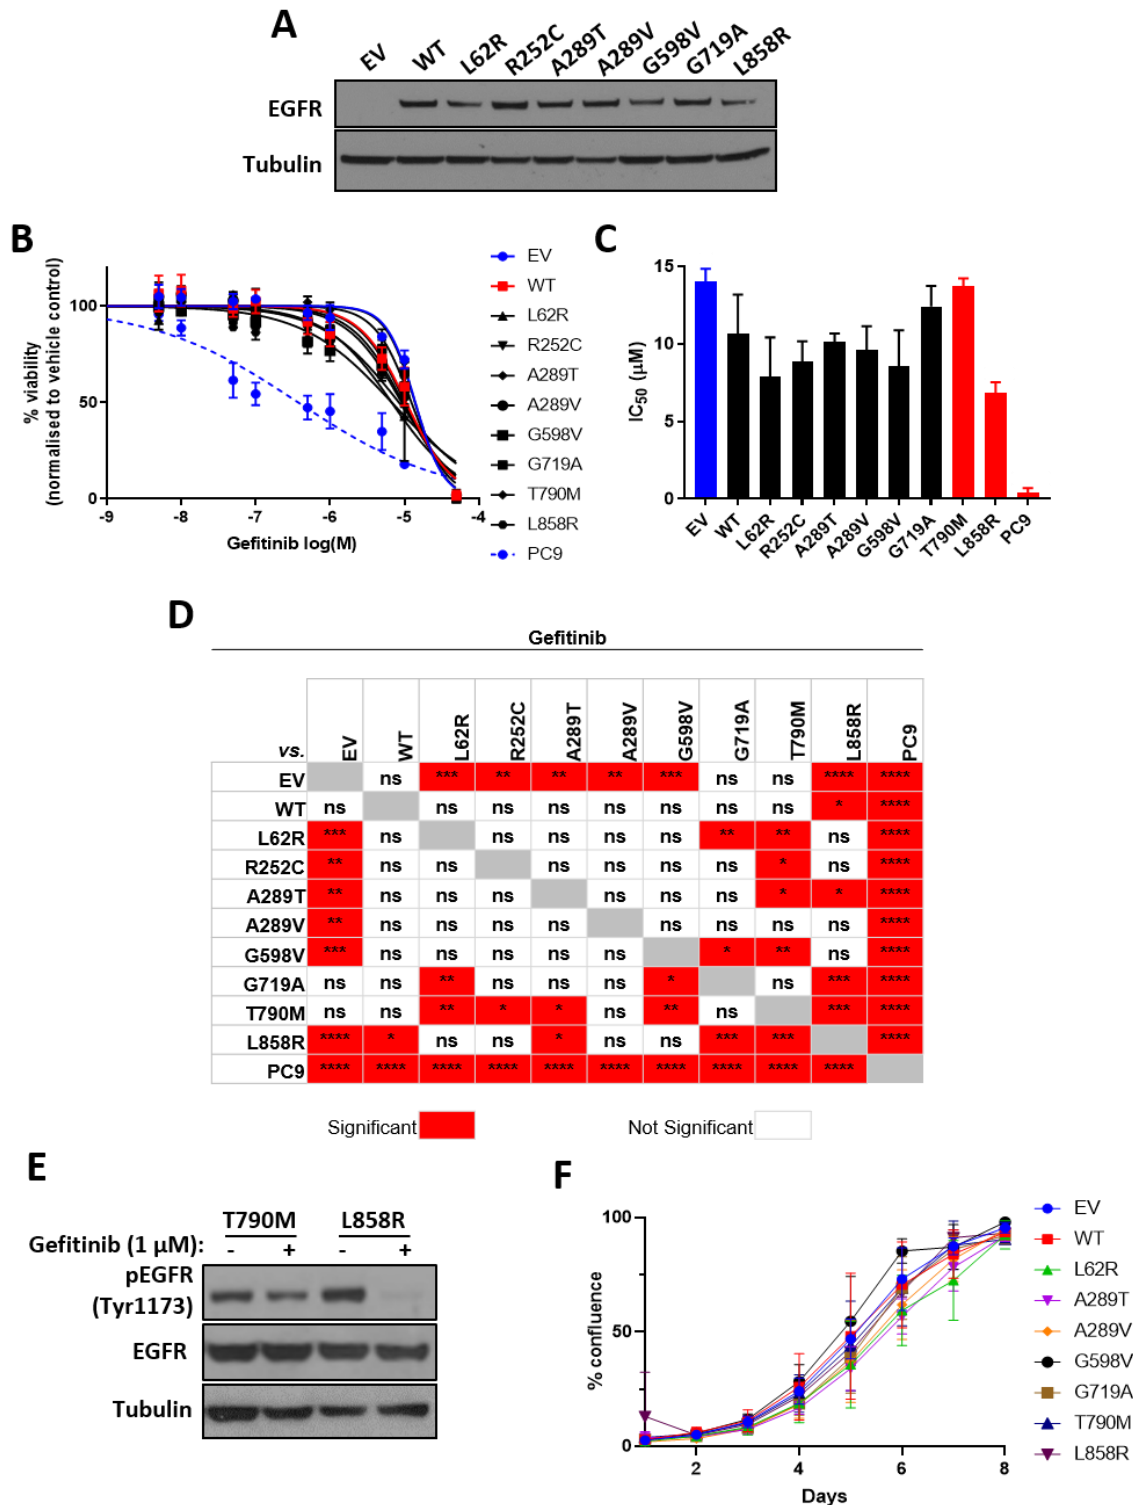 A
EV WT L62R R252C A289T A289V G598V G719A L858R
EGFR
Tubulin
B
% viability
(normalised to vehicle control)
100
50
0
-9 -8 -7 -6 -5 -4
Gefitinib log(M)
EV
WT
L62R
R252C
A289T
A289V
G598V
G719A
T790M
L858R
PC9
C
IC50 (µM)
15
10
5
0
EV WT L62R R252C A289T A289V G598V G719A T790M L858R PC9
D
Gefitinib
vs. EV WT L62R R252C A289T A289V G598V G719A T790M L858R PC9
EV ns *** ** ** ** *** ns ns **** ****
WT ns ns ns ns ns ns ns ns * ****
L62R *** ns ns ns ns ns ** ** ns ****
R252C ** ns ns ns ns ns ns * ns ****
A289T ** ns ns ns ns ns ns * * ****
A289V ** ns ns ns ns ns ns ns ns ****
G598V *** ns ns ns ns ns * ** ns ****
G719A ns ns ** ns ns ns * ns *** ****
T790M ns ns ** * * ns ** ns *** ****
L858R **** * ns ns * ns ns *** *** ****
PC9 **** **** **** **** **** **** **** **** **** ****
Significant Not Significant
E
T790M L858R
Gefitinib (1 µM): - + - +
pEGFR
(Tyr1173)
EGFR
Tubulin
F
% confluence
100
50
0
2 4 6 8
Days
EV
WT
L62R
A289T
A289V
G598V
G719A
T790M
L858R